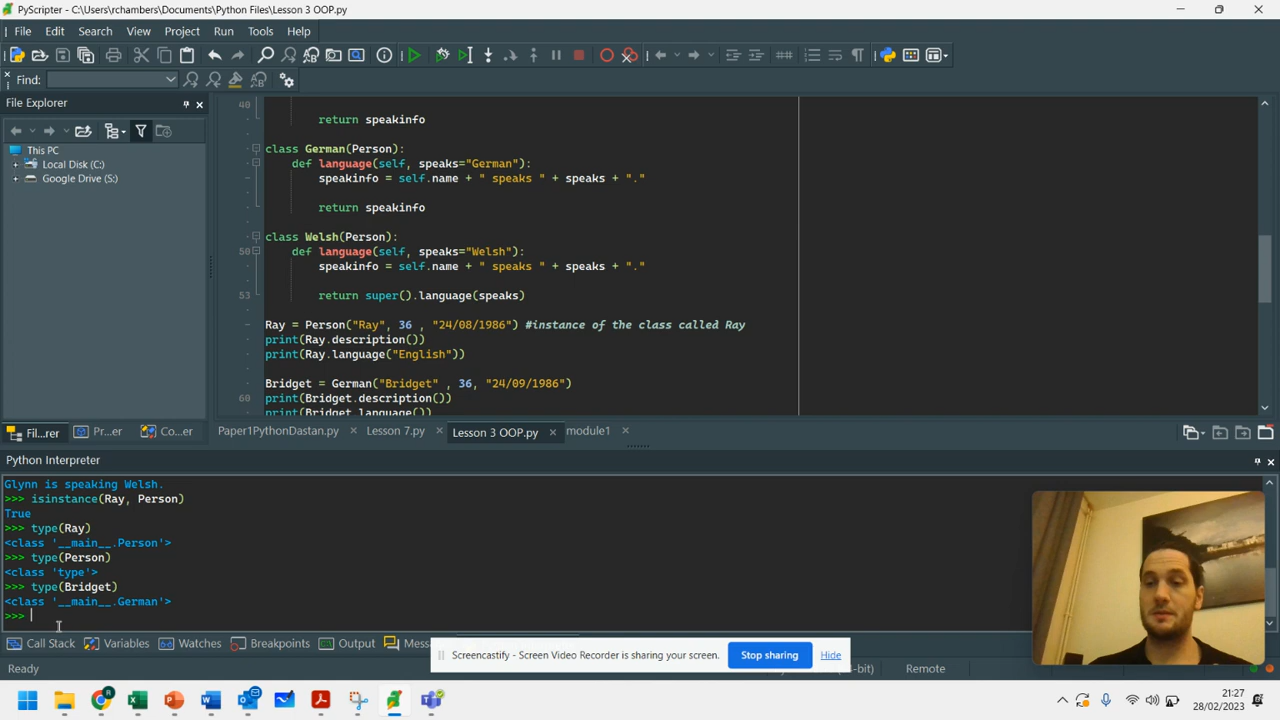 PyScripter - C:\Users\rchambers\Documents\Python Files\Lesson 3 OOP.py
File Edit Search View Project Run Tools Help
Find:
File Explorer
This PC
Local Disk (C:)
Google Drive (S:)
Fil...rer Pr...er Co...er
40
return speakinfo
class German(Person):
def language(self, speaks="German"):
speakinfo = self.name + " speaks " + speaks + "."
return speakinfo
class Welsh(Person):
50 def language(self, speaks="Welsh"):
speakinfo = self.name + " speaks " + speaks + "."
53 return super().language(speaks)
Ray = Person("Ray", 36 , "24/08/1986") #instance of the class called Ray
print(Ray.description())
print(Ray.language("English"))
Bridget = German("Bridget" , 36, "24/09/1986")
60 print(Bridget.description())
print(Bridget.language())
Paper1PythonDastan.py Lesson 7.py Lesson 3 OOP.py module1
Python Interpreter
Glynn is speaking Welsh.
>>> isinstance(Ray, Person)
True
>>> type(Ray)
<class '__main__.Person'>
>>> type(Person)
<class 'type'>
>>> type(Bridget)
<class '__main__.German'>
>>>
Call Stack Variables Watches Breakpoints Output Mess
Screencastify - Screen Video Recorder is sharing your screen. Stop sharing Hide
Ready
-bit) Remote
21:27
28/02/2023